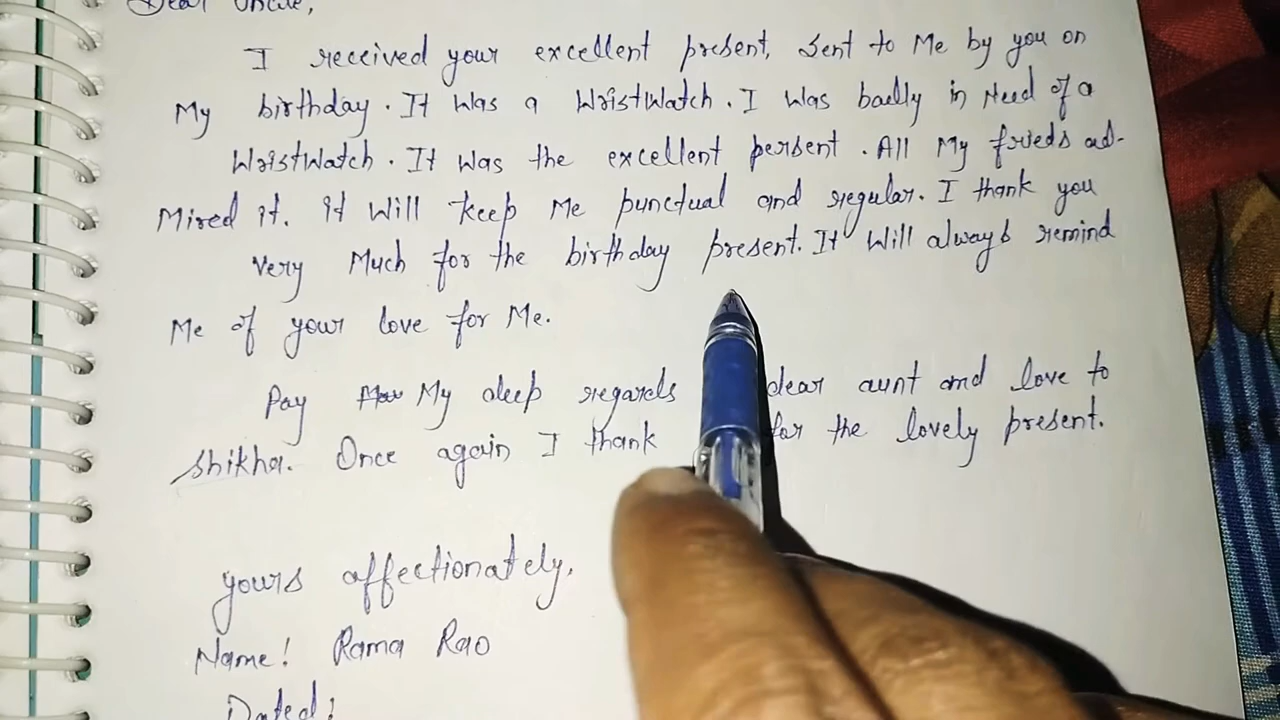 Dear Uncle,
I received your excellent present, sent to Me by you on
My birthday. It was a Wristwatch. I was badly in Need of a
Wristwatch. It was the excellent persent. All My frieds ad-
Mired it. it will keep Me punctual and regular. I thank you
very Much for the birthday present. It will always remind
Me of your love for Me.
Pay My deep regards dear aunt and love to
Shikha. Once again I thank for the lovely present.
yours affectionately,
Name! Rama Rao
Dated!